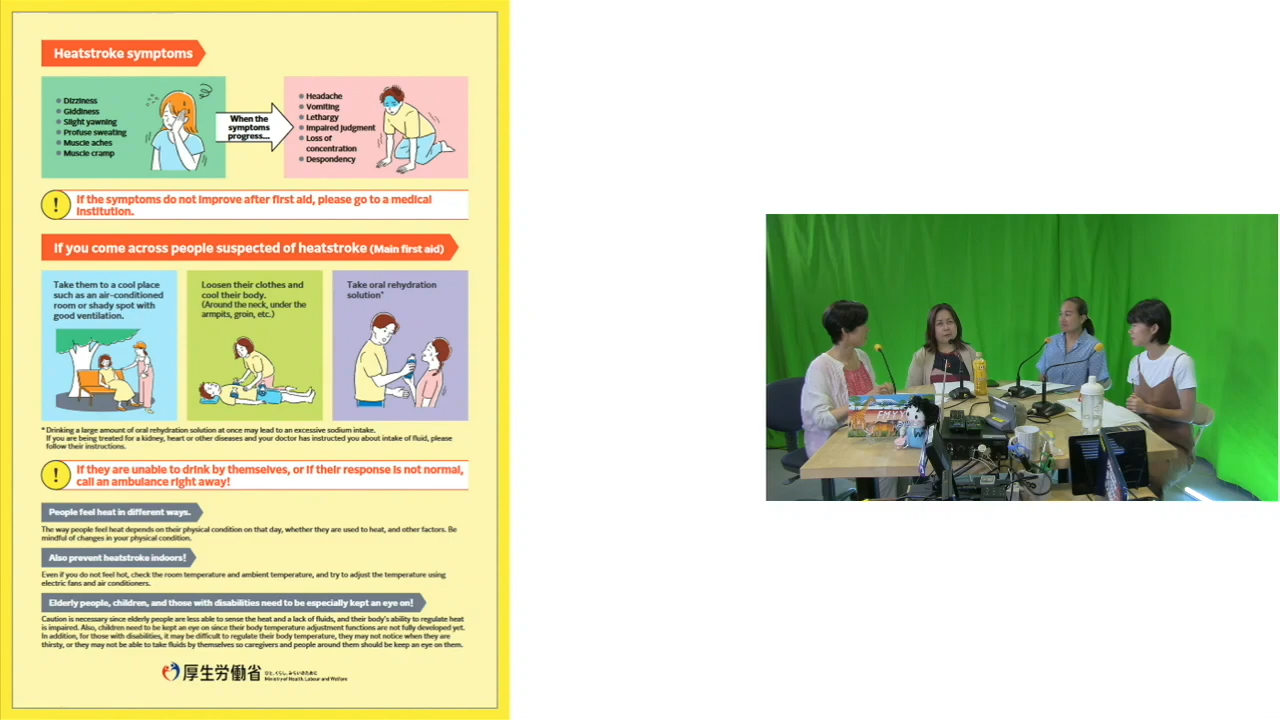 Heatstroke symptoms
Dizziness
Giddiness
Slight yawning
Profuse sweating
Muscle aches
Muscle cramp
When the
symptoms
progress...
Headache
Vomiting
Lethargy
Impaired judgment
Loss of
concentration
Despondency
! If the symptoms do not improve after first aid, please go to a medical
institution.
If you come across people suspected of heatstroke (Main first aid)
Take them to a cool place
such as an air-conditioned
room or shady spot with
good ventilation.
Loosen their clothes and
cool their body.
(Around the neck, under the
armpits, groin, etc.)
Take oral rehydration
solution*
* Drinking a large amount of oral rehydration solution at once may lead to an excessive sodium intake.
If you are being treated for a kidney, heart or other diseases and your doctor has instructed you about intake of fluid, please
follow their instructions.
! If they are unable to drink by themselves, or if their response is not normal,
call an ambulance right away!
People feel heat in different ways.
The way people feel heat depends on their physical condition on that day, whether they are used to heat, and other factors. Be
mindful of changes in your physical condition.
Also prevent heatstroke indoors!
Even if you do not feel hot, check the room temperature and ambient temperature, and try to adjust the temperature using
electric fans and air conditioners.
Elderly people, children, and those with disabilities need to be especially kept an eye on!
Caution is necessary since elderly people are less able to sense the heat and a lack of fluids, and their body's ability to regulate heat
is impaired. Also, children need to be kept an eye on since their body temperature adjustment functions are not fully developed yet.
In addition, for those with disabilities, it may be difficult to regulate their body temperature, they may not notice when they are
thirsty, or they may not be able to take fluids by themselves so caregivers and people around them should be keep an eye on them.
厚生労働省
ひと、くらし、みらいのために
Ministry of Health, Labour and Welfare